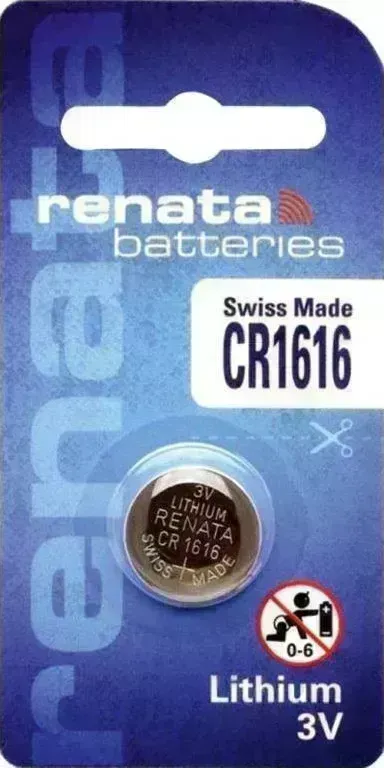 renata
renata
batteries
Swiss Made
CR1616
3V
LITHIUM
RENATA
CR 1616
SWISS + MADE
0-6
Lithium
3V